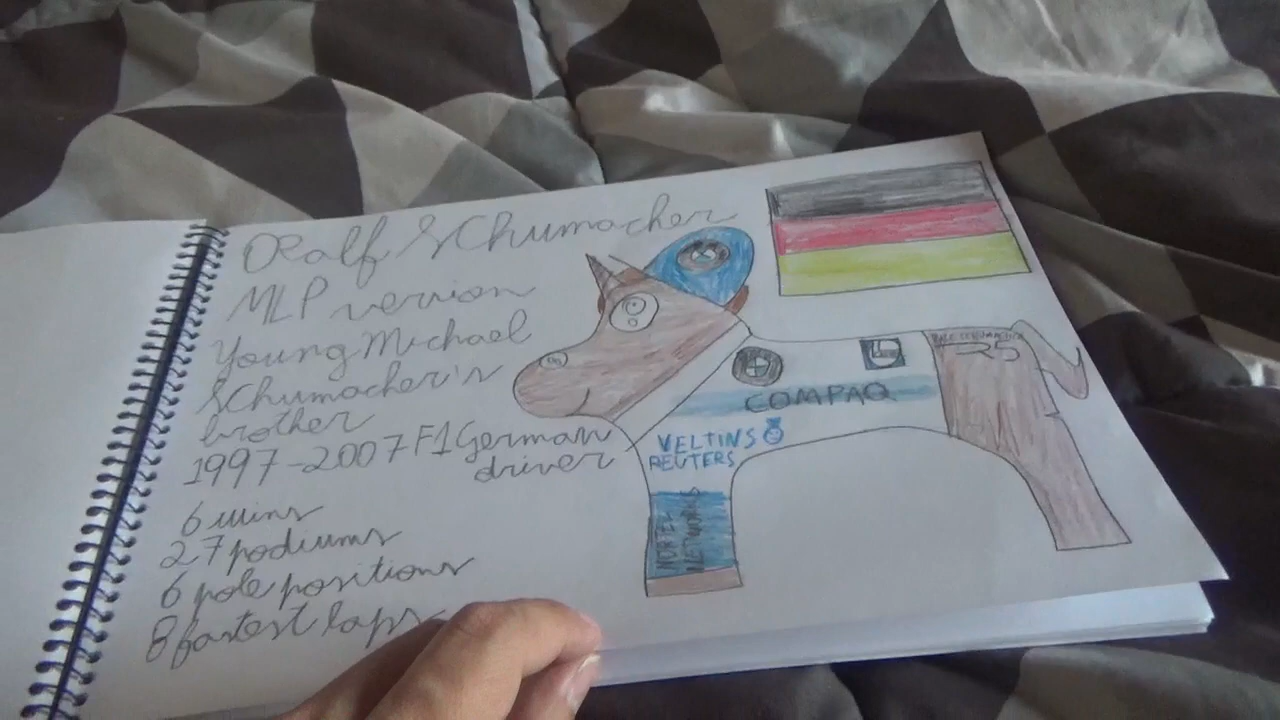 Ralf Schumacher
MLP version
Young Michael
Schumacher's
brother
1997-2007 F1 German
driver
6 wins
27 podiums
6 pole positions
8 fastest laps
COMPAQ
VELTINS
REUTERS
NORTEL
NETWORKS